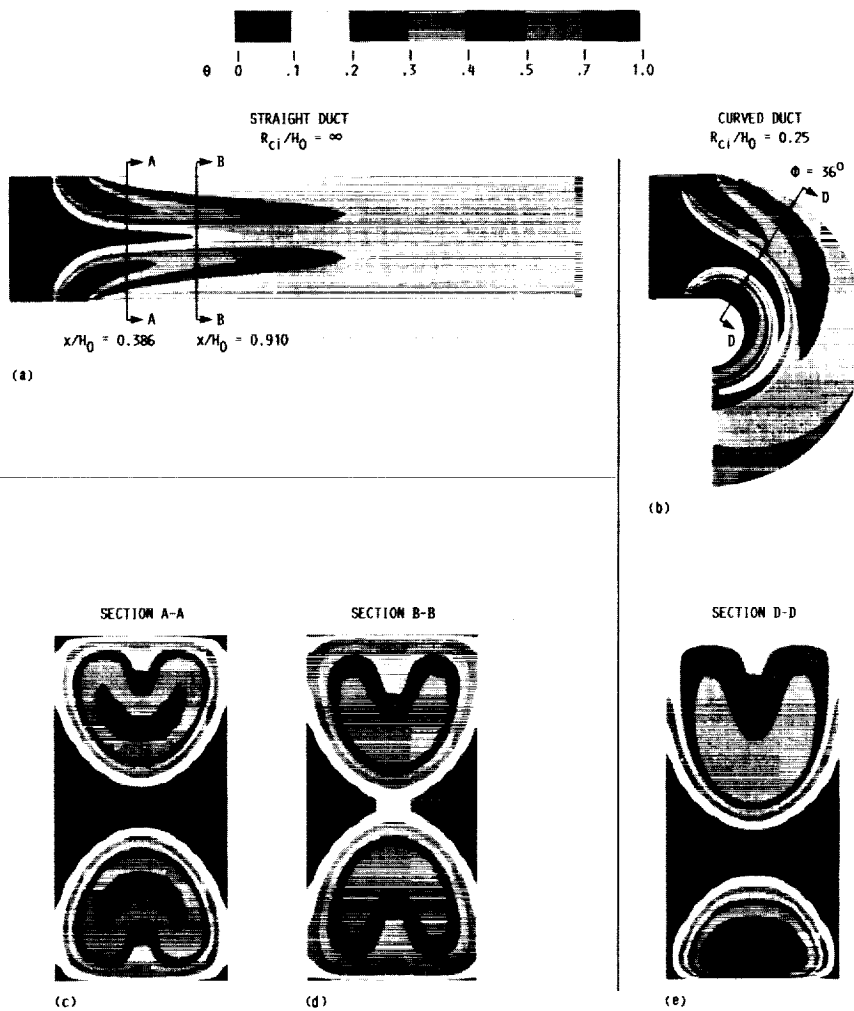 θ 0 .1 .2 .3 .4 .5 .7 1.0
STRAIGHT DUCT
R_ci/H_0 = ∞
CURVED DUCT
R_ci/H_0 = 0.25
A B
Φ = 36°
D
A B
x/H_0 = 0.386 x/H_0 = 0.910
D
(a)
(b)
SECTION A-A
SECTION B-B
SECTION D-D
(c)
(d)
(e)